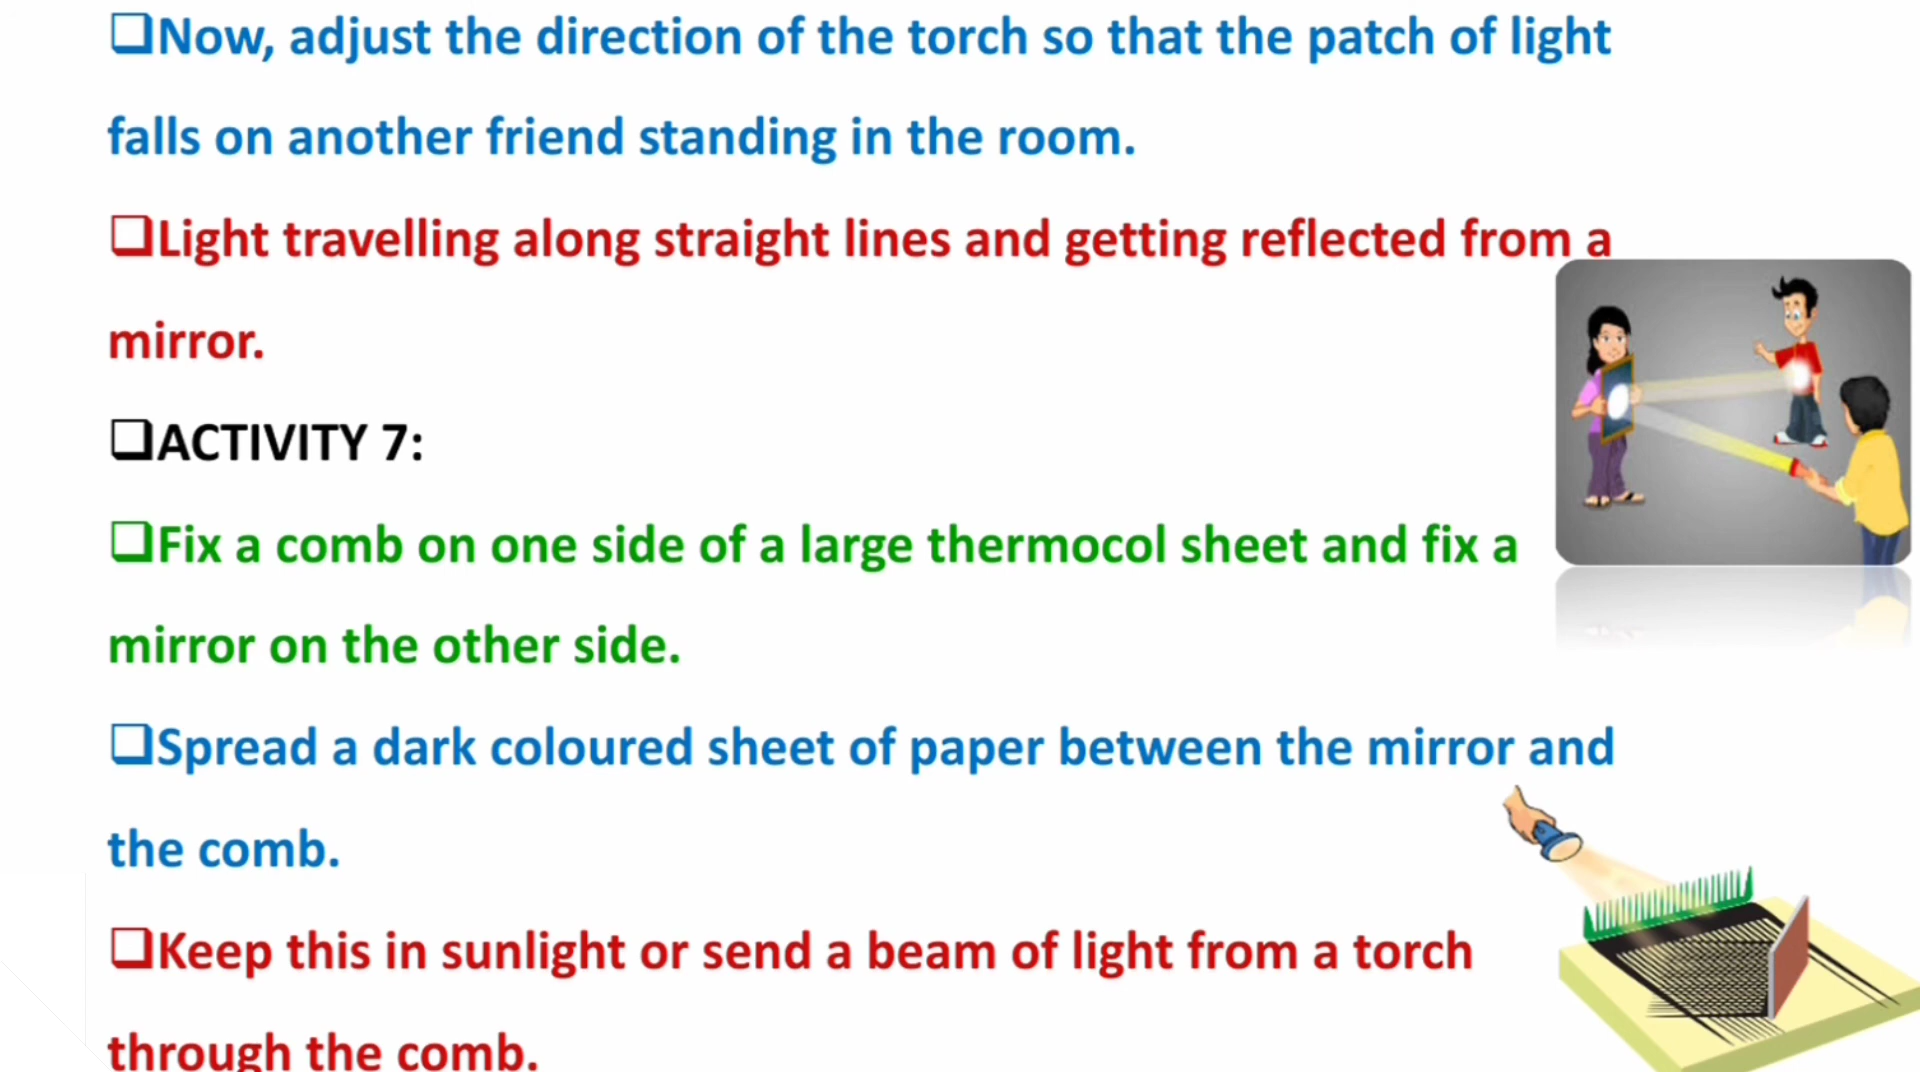 ❑Now, adjust the direction of the torch so that the patch of light
falls on another friend standing in the room.
❑Light travelling along straight lines and getting reflected from a
mirror.
❑ACTIVITY 7:
❑Fix a comb on one side of a large thermocol sheet and fix a
mirror on the other side.
❑Spread a dark coloured sheet of paper between the mirror and
the comb.
❑Keep this in sunlight or send a beam of light from a torch
through the comb.